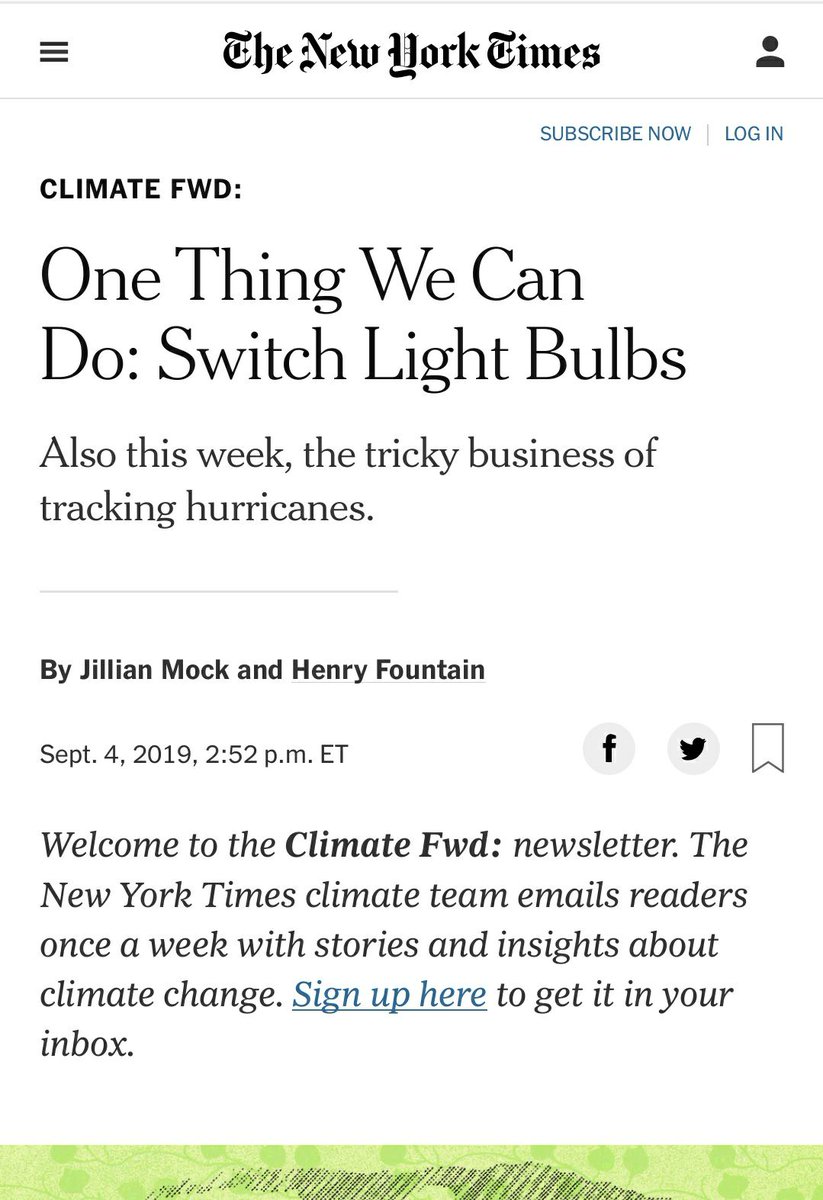 The New York Times
SUBSCRIBE NOW | LOG IN
CLIMATE FWD:
One Thing We Can
Do: Switch Light Bulbs
Also this week, the tricky business of
tracking hurricanes.
By Jillian Mock and Henry Fountain
Sept. 4, 2019, 2:52 p.m. ET
Welcome to the Climate Fwd: newsletter. The
New York Times climate team emails readers
once a week with stories and insights about
climate change. Sign up here to get it in your
inbox.